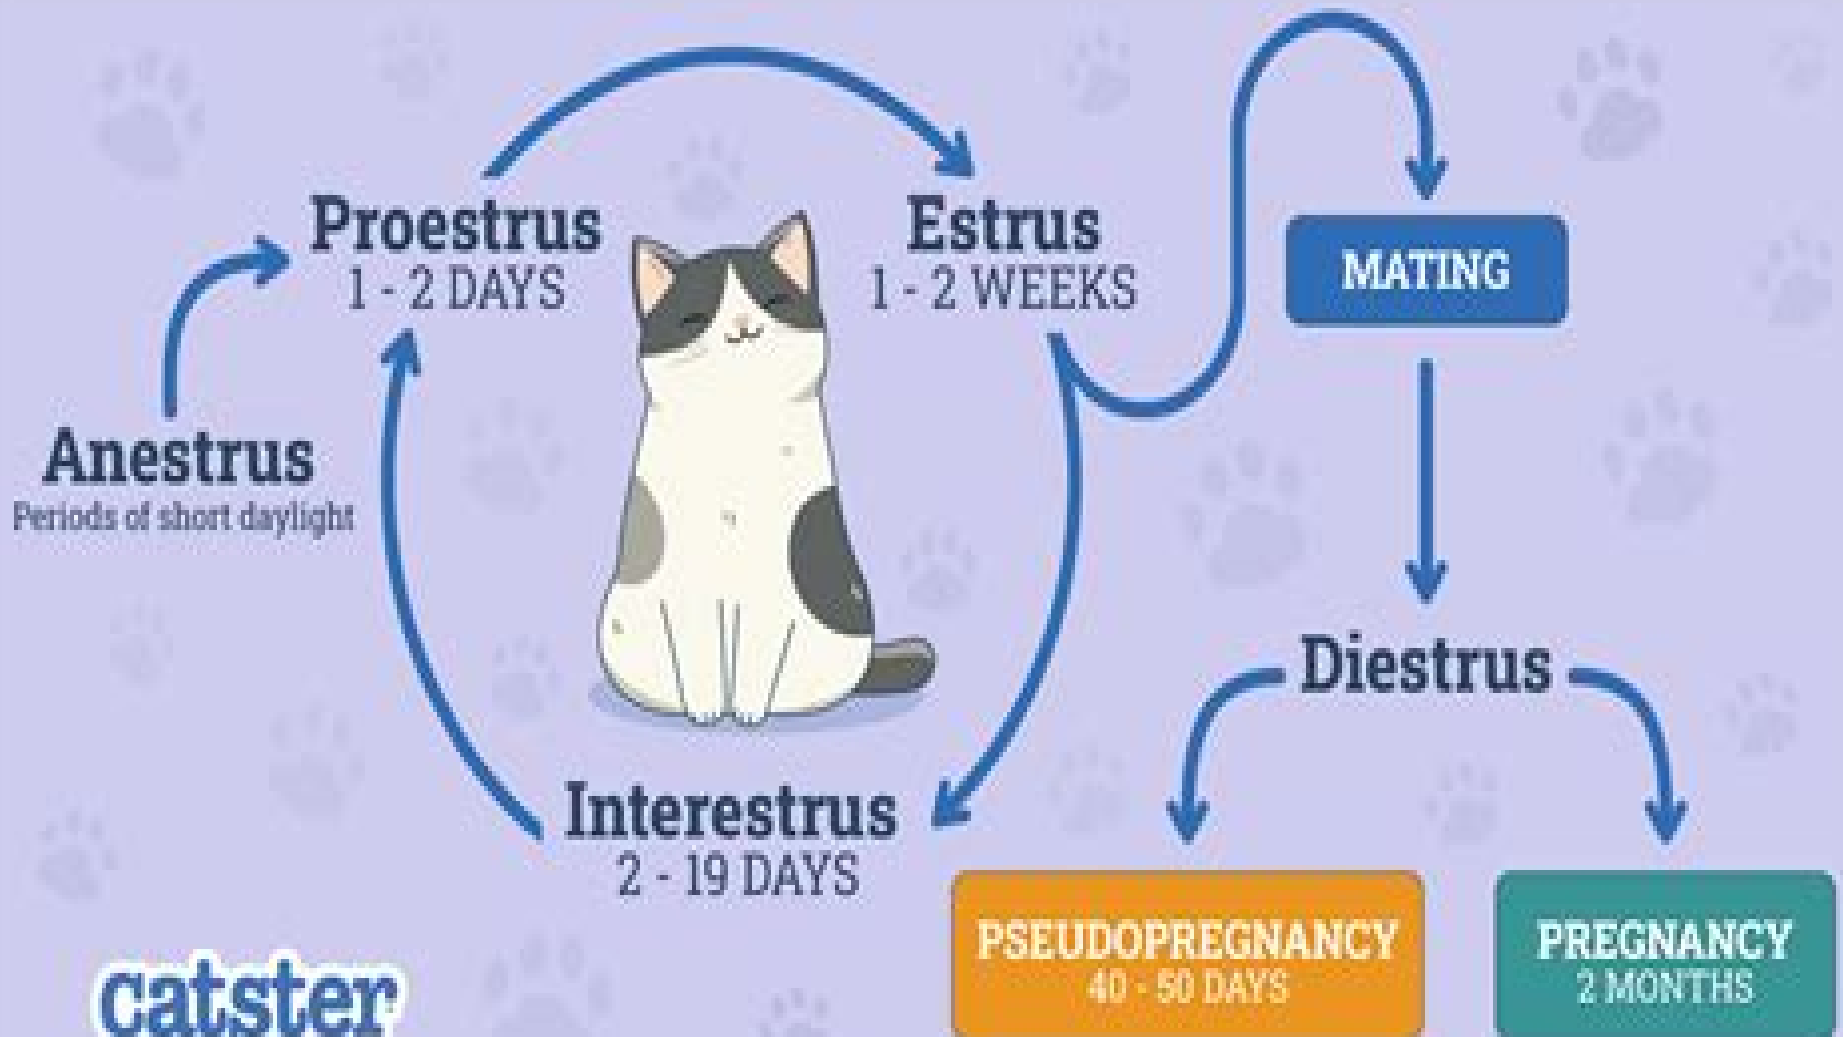 Proestrus
1 - 2 DAYS
Estrus
1 - 2 WEEKS
MATING
Anestrus
Periods of short daylight
Diestrus
Interestrus
2 - 19 DAYS
PSEUDOPREGNANCY
40 - 50 DAYS
PREGNANCY
2 MONTHS
catster